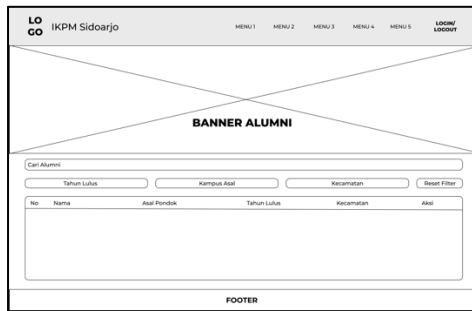 LO
GO
IKPM Sidoarjo
MENU 1 MENU 2 MENU 3 MENU 4 MENU 5
LOGIN/
LOGOUT
BANNER ALUMNI
Cari Alumni
Tahun Lulus Kampus Asal Kecamatan Reset Filter
No Nama Asal Pondok Tahun Lulus Kecamatan Aksi
FOOTER